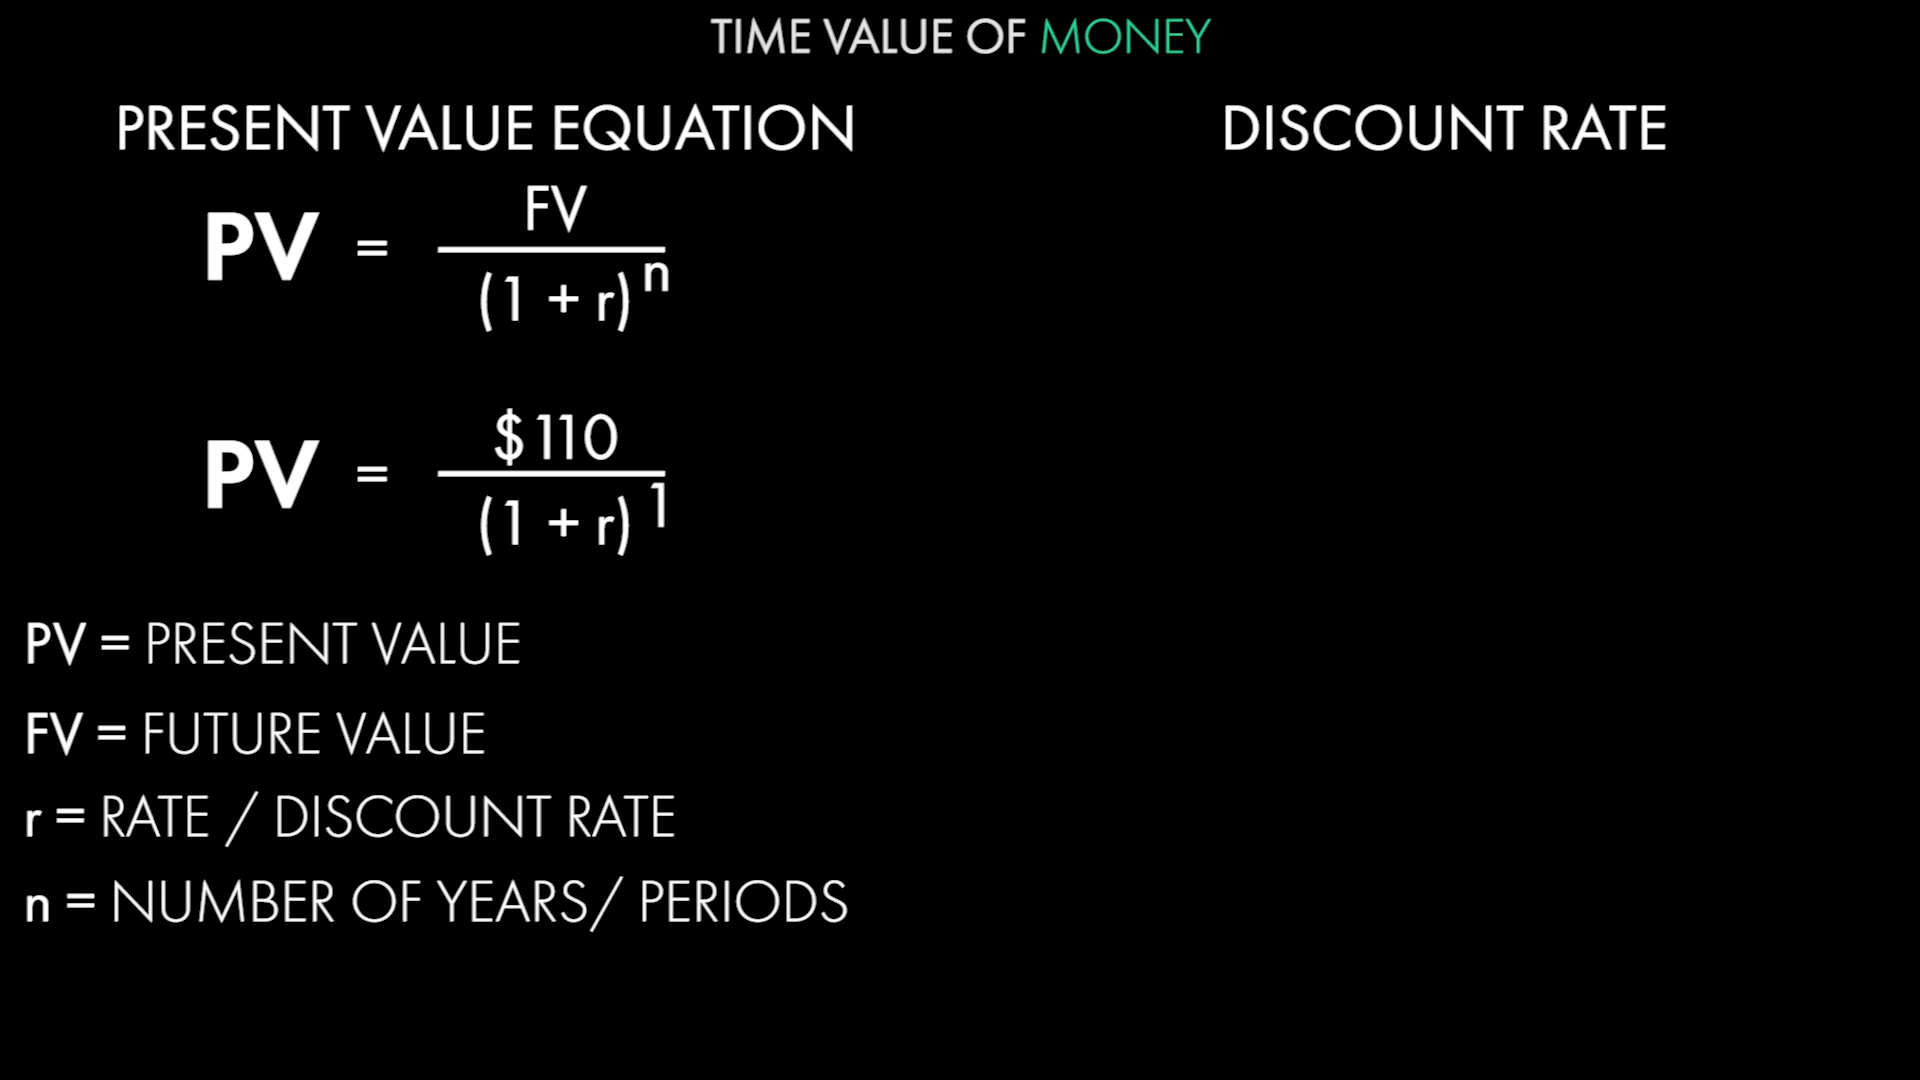 TIME VALUE OF MONEY
PRESENT VALUE EQUATION
PV = FV
(1 + r) n
PV = $110
(1 + r) 1
PV = PRESENT VALUE
FV = FUTURE VALUE
r = RATE / DISCOUNT RATE
n = NUMBER OF YEARS/ PERIODS
DISCOUNT RATE